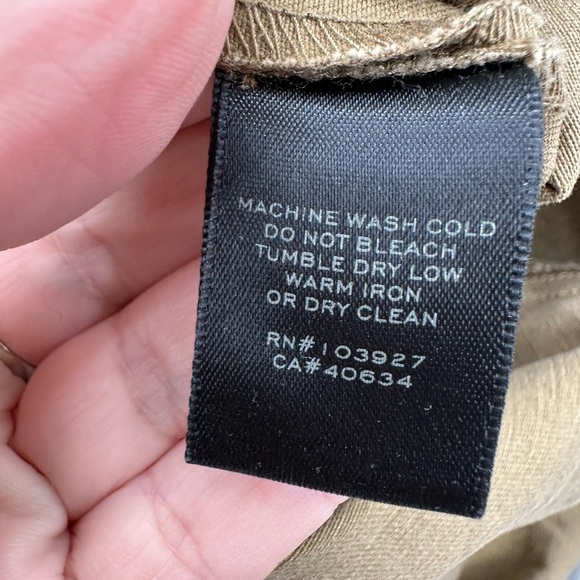 MACHINE WASH COLD
DO NOT BLEACH
TUMBLE DRY LOW
WARM IRON
OR DRY CLEAN
RN#103927
CA#40634